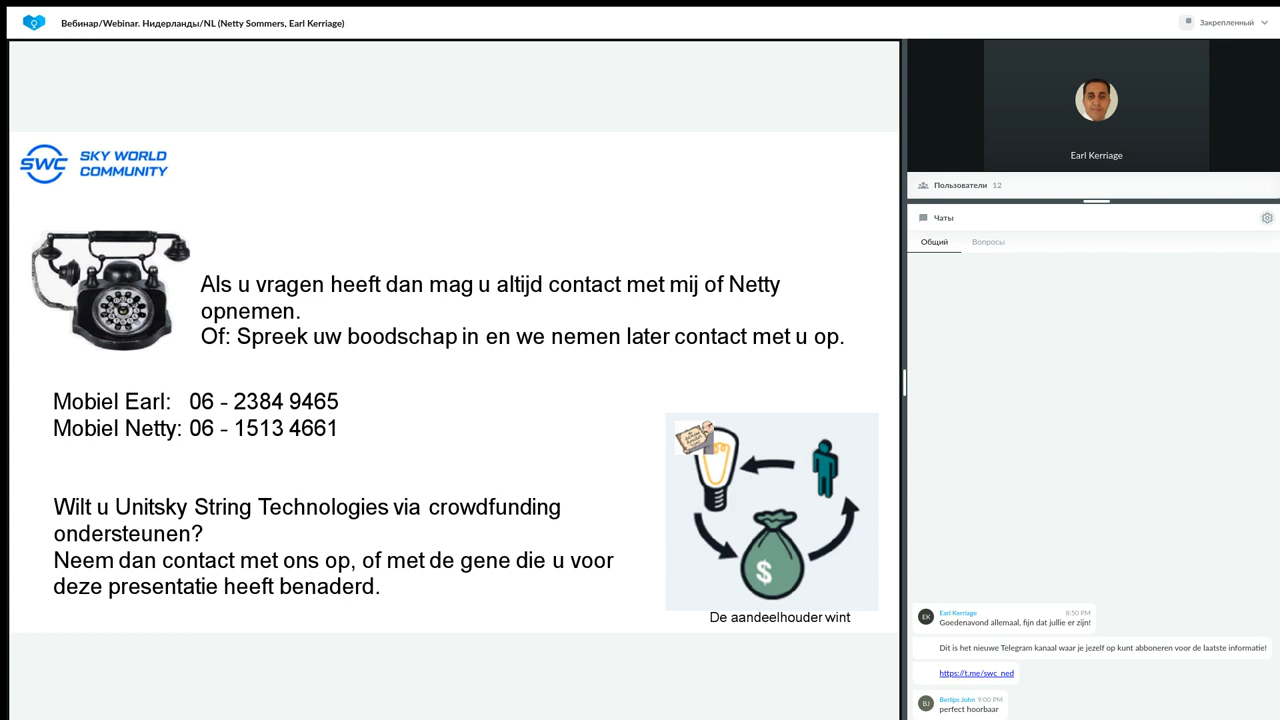 Вебинар/Webinar. Нидерланды/NL (Netty Sommers, Earl Kerriage)
Закрепленный
SWC SKY WORLD
COMMUNITY
Als u vragen heeft dan mag u altijd contact met mij of Netty
opnemen.
Of: Spreek uw boodschap in en we nemen later contact met u op.
Mobiel Earl: 06 - 2384 9465
Mobiel Netty: 06 - 1513 4661
Wilt u Unitsky String Technologies via crowdfunding
ondersteunen?
Neem dan contact met ons op, of met de gene die u voor
deze presentatie heeft benaderd.
$
De aandeelhouder wint
Earl Kerriage
Пользователи 12
Чаты
Общий Вопросы
EK Earl Kerriage 8:50 PM
Goedenavond allemaal, fijn dat jullie er zijn!
Dit is het nieuwe Telegram kanaal waar je jezelf op kunt abboneren voor de laatste informatie!
https://t.me/swc_ned
BJ Berlips John 9:00 PM
perfect hoorbaar